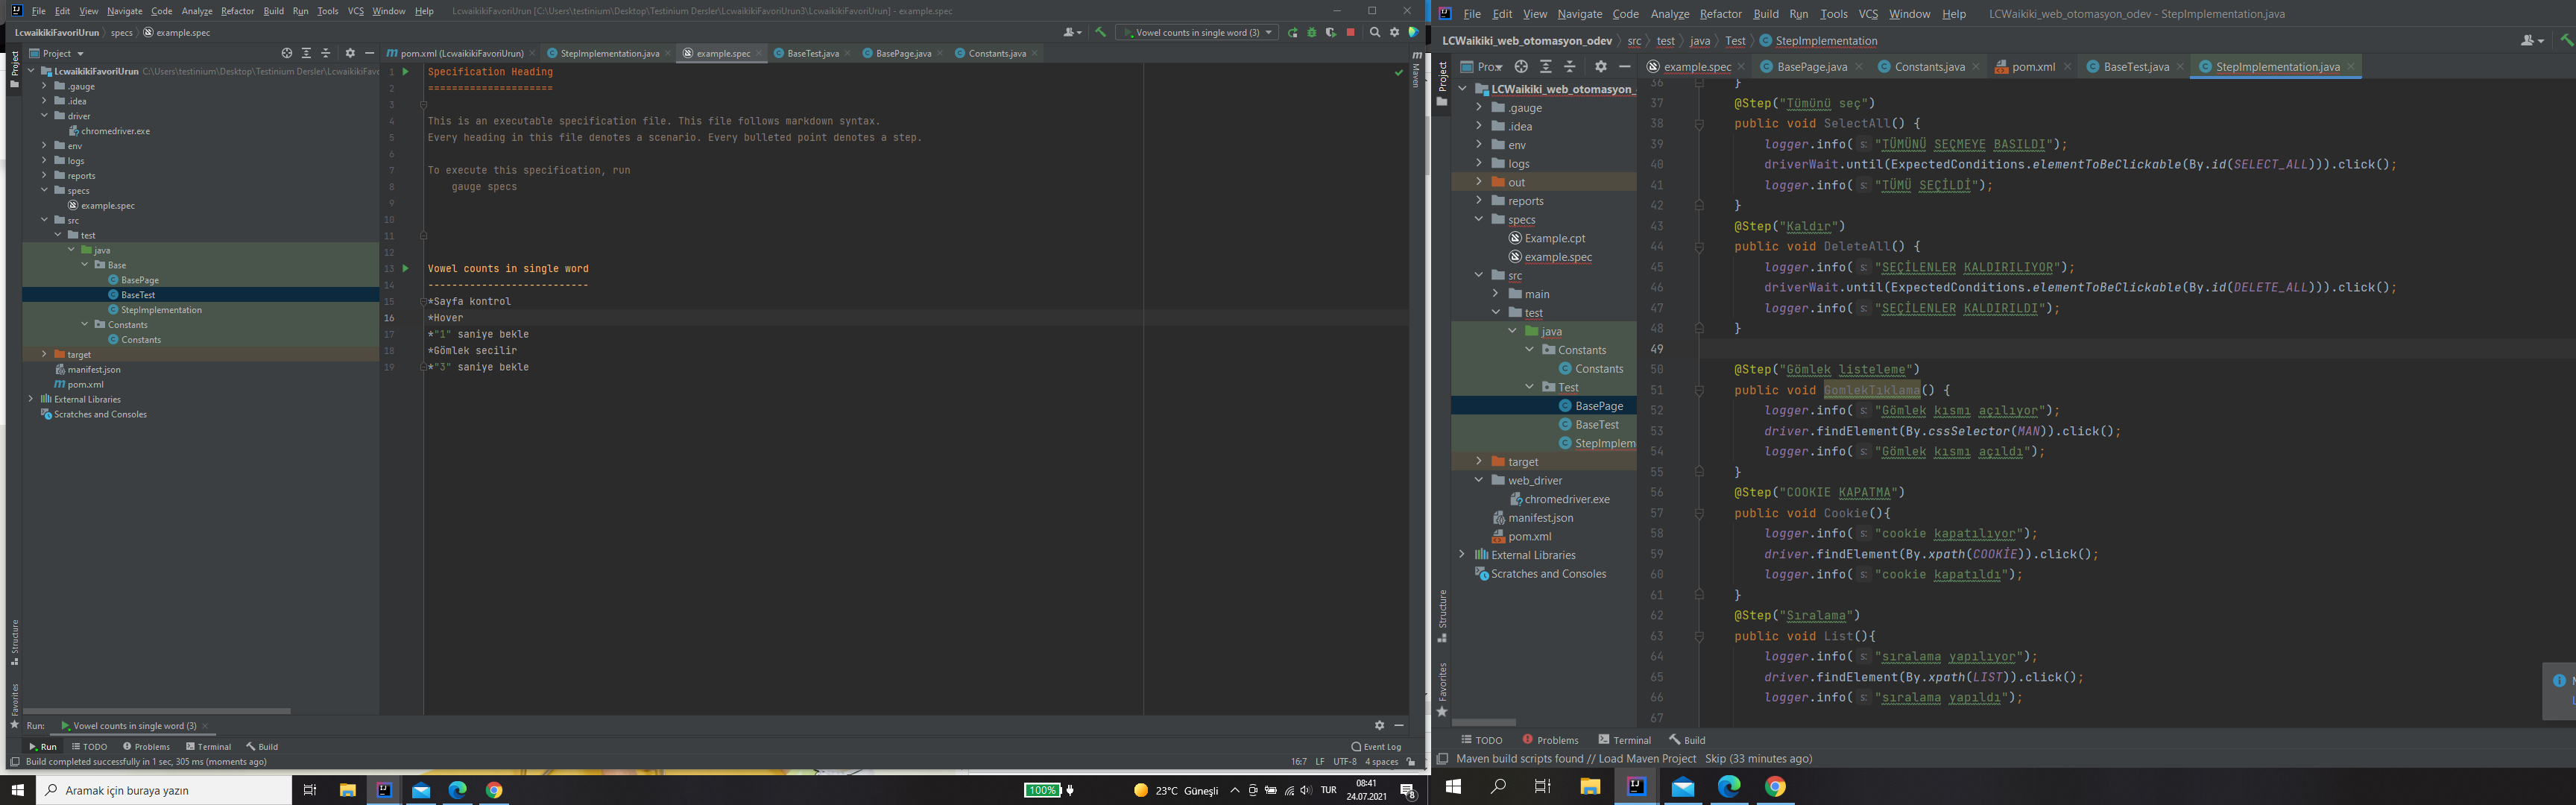 File Edit View Navigate Code Analyze Refactor Build Run Tools VCS Window Help LcwaikikiFavoriUrun [C:\Users\testinium\Desktop\Testinium Dersler\LcwaikikiFavoriUrun3\LcwaikikiFavoriUrun] - example.spec
LcwaikikiFavoriUrun specs example.spec
Vowel counts in single word (3)
Project
pom.xml (LcwaikikiFavoriUrun) StepImplementation.java example.spec BaseTest.java BasePage.java Constants.java
Project
Maven
LcwaikikiFavoriUrun C:\Users\testinium\Desktop\Testinium Dersler\LcwaikikiFavo
.gauge
.idea
driver
chromedriver.exe
env
logs
reports
specs
example.spec
src
test
java
Base
BasePage
BaseTest
StepImplementation
Constants
Constants
target
manifest.json
pom.xml
External Libraries
Scratches and Consoles
Structure
Favorites
1 Specification Heading
2 =====================
3
4 This is an executable specification file. This file follows markdown syntax.
5 Every heading in this file denotes a scenario. Every bulleted point denotes a step.
6
7 To execute this specification, run
8 gauge specs
9
10
11
12
13 Vowel counts in single word
14 ---------------------------
15 *Sayfa kontrol
16 *Hover
17 *"1" saniye bekle
18 *Gömlek secilir
19 *"3" saniye bekle
Run: Vowel counts in single word (3)
Run TODO Problems Terminal Build Event Log
Build completed successfully in 1 sec, 305 ms (moments ago) 16:7 LF UTF-8 4 spaces
Aramak için buraya yazın
100% 23°C Güneşli TUR 08:41
24.07.2021
8
File Edit View Navigate Code Analyze Refactor Build Run Tools VCS Window Help LCWaikiki_web_otomasyon_odev - StepImplementation.java
LCWaikiki_web_otomasyon_odev src test java Test StepImplementation
Project
Pro
example.spec BasePage.java Constants.java pom.xml BaseTest.java StepImplementation.java
LCWaikiki_web_otomasyon_
.gauge
.idea
env
logs
out
reports
specs
Example.cpt
example.spec
src
main
test
java
Constants
Constants
Test
BasePage
BaseTest
StepImplem
target
web_driver
chromedriver.exe
manifest.json
pom.xml
External Libraries
Scratches and Consoles
Structure
Favorites
36 }
37 @Step("Tümünü seç")
38 public void SelectAll() {
39 logger.info( s: "TÜMÜNÜ SEÇMEYE BASILDI");
40 driverWait.until(ExpectedConditions.elementToBeClickable(By.id(SELECT_ALL))).click();
41 logger.info( s: "TÜMÜ SEÇİLDİ");
42 }
43 @Step("Kaldır")
44 public void DeleteAll() {
45 logger.info( s: "SEÇİLENLER KALDIRILIYOR");
46 driverWait.until(ExpectedConditions.elementToBeClickable(By.id(DELETE_ALL))).click();
47 logger.info( s: "SEÇİLENLER KALDIRILDI");
48 }
49
50 @Step("Gömlek listeleme")
51 public void GomlekTıklama() {
52 logger.info( s: "Gömlek kısmı açılıyor");
53 driver.findElement(By.cssSelector(MAN)).click();
54 logger.info( s: "Gömlek kısmı açıldı");
55 }
56 @Step("COOKIE KAPATMA")
57 public void Cookie(){
58 logger.info( s: "cookie kapatılıyor");
59 driver.findElement(By.xpath(COOKİE)).click();
60 logger.info( s: "cookie kapatıldı");
61 }
62 @Step("Sıralama")
63 public void List(){
64 logger.info( s: "sıralama yapılıyor");
65 driver.findElement(By.xpath(LIST)).click();
66 logger.info( s: "sıralama yapıldı");
67
TODO Problems Terminal Build
Maven build scripts found // Load Maven Project Skip (33 minutes ago)